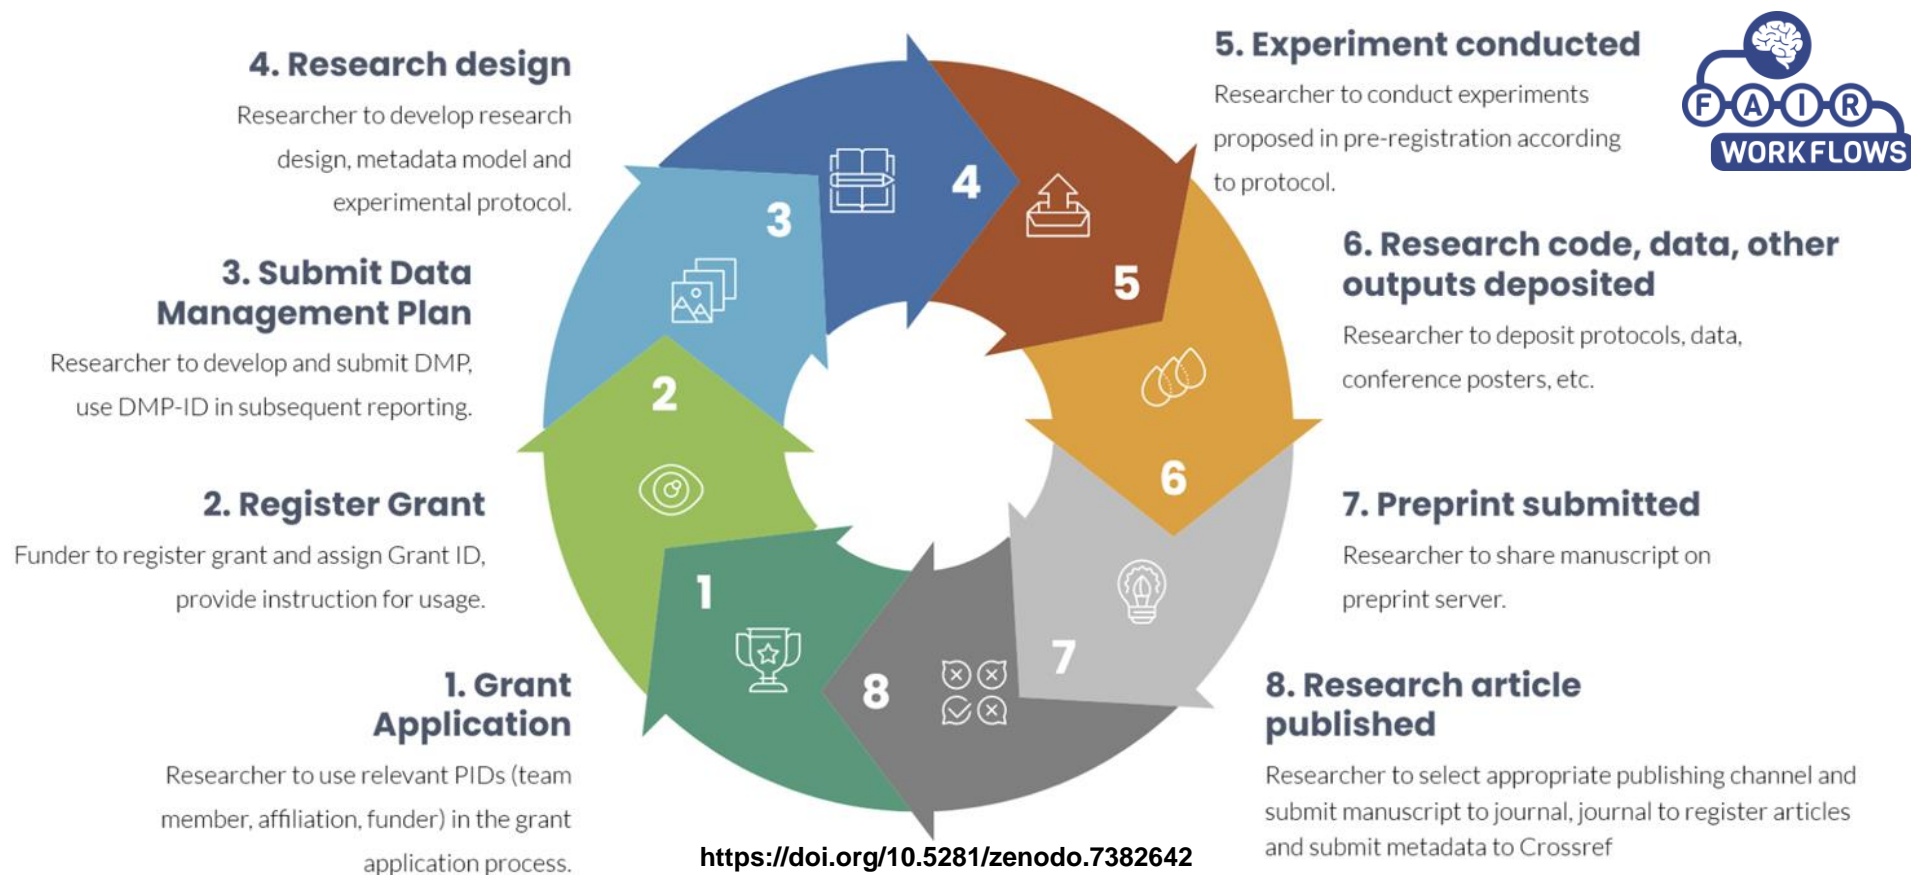 4. Research design
Researcher to develop research
design, metadata model and
experimental protocol.
3. Submit Data
Management Plan
Researcher to develop and submit DMP,
use DMP-ID in subsequent reporting.
2. Register Grant
Funder to register grant and assign Grant ID,
provide instruction for usage.
1. Grant
Application
Researcher to use relevant PIDs (team
member, affiliation, funder) in the grant
application process.
4
3
5
2
6
1
7
8
https://doi.org/10.5281/zenodo.7382642
5. Experiment conducted
Researcher to conduct experiments
proposed in pre-registration according
to protocol.
F A I R
WORKFLOWS
6. Research code, data, other
outputs deposited
Researcher to deposit protocols, data,
conference posters, etc.
7. Preprint submitted
Researcher to share manuscript on
preprint server.
8. Research article
published
Researcher to select appropriate publishing channel and
submit manuscript to journal, journal to register articles
and submit metadata to Crossref